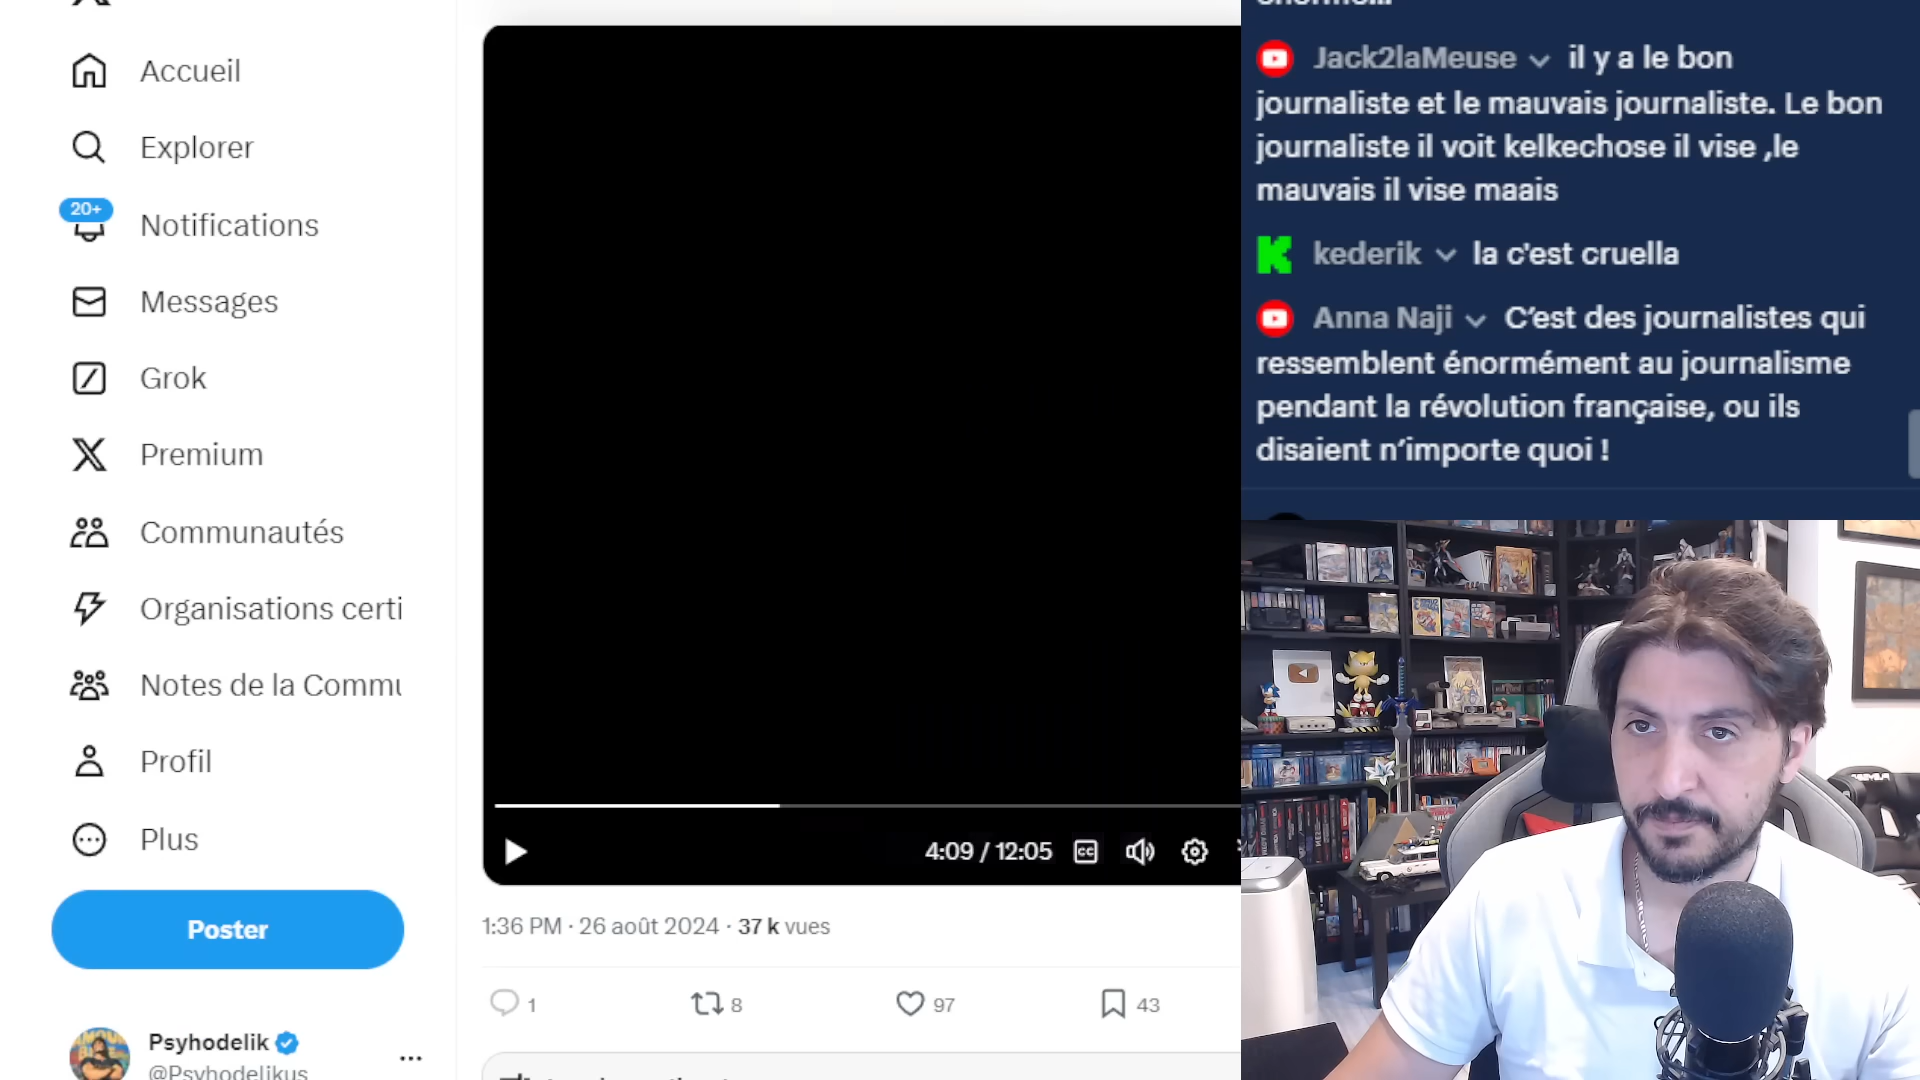 Accueil
Explorer
20+
Notifications
Messages
Grok
Premium
Communautés
Organisations certi
Notes de la Commu
Profil
Plus
Poster
Psyhodelik
@Psyhodelikus
4:09 / 12:05
CC
1:36 PM · 26 août 2024 · 37 k vues
1
8
97
43
Jack2laMeuse il y a le bon
journaliste et le mauvais journaliste. Le bon
journaliste il voit kelkechose il vise ,le
mauvais il vise maais
kederik la c'est cruella
Anna Naji C’est des journalistes qui
ressemblent énormément au journalisme
pendant la révolution française, ou ils
disaient n’importe quoi !